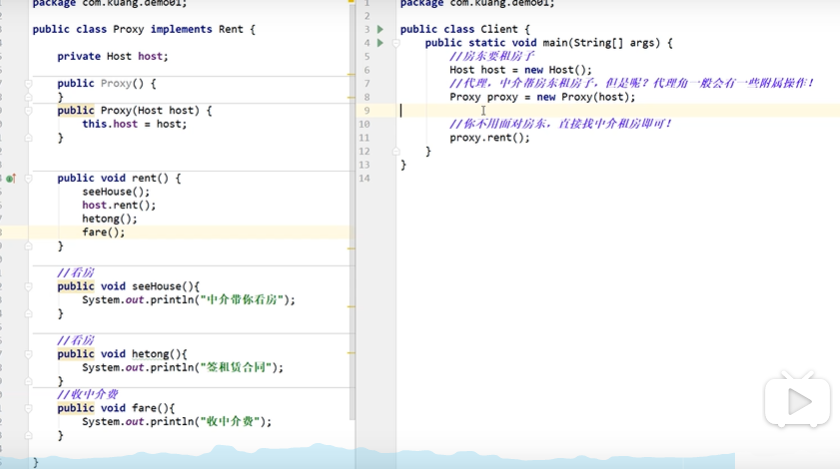 package com.kuang.demo01;
public class Proxy implements Rent {
private Host host;
public Proxy() {
}
public Proxy(Host host) {
this.host = host;
}
public void rent() {
seeHouse();
host.rent();
hetong();
fare();
}
//看房
public void seeHouse(){
System.out.println("中介带你看房");
}
//看房
public void hetong(){
System.out.println("签租赁合同");
}
//收中介费
public void fare(){
System.out.println("收中介费");
}
}
1 package com.kuang.demo01;
2
3 public class Client {
4 public static void main(String[] args) {
5 //房东要租房子
6 Host host = new Host();
7 //代理,中介帮房东租房子,但是呢?代理角一般会有一些附属操作!
8 Proxy proxy = new Proxy(host);
9
10 //你不用面对房东,直接找中介租房即可!
11 proxy.rent();
12 }
13 }
14